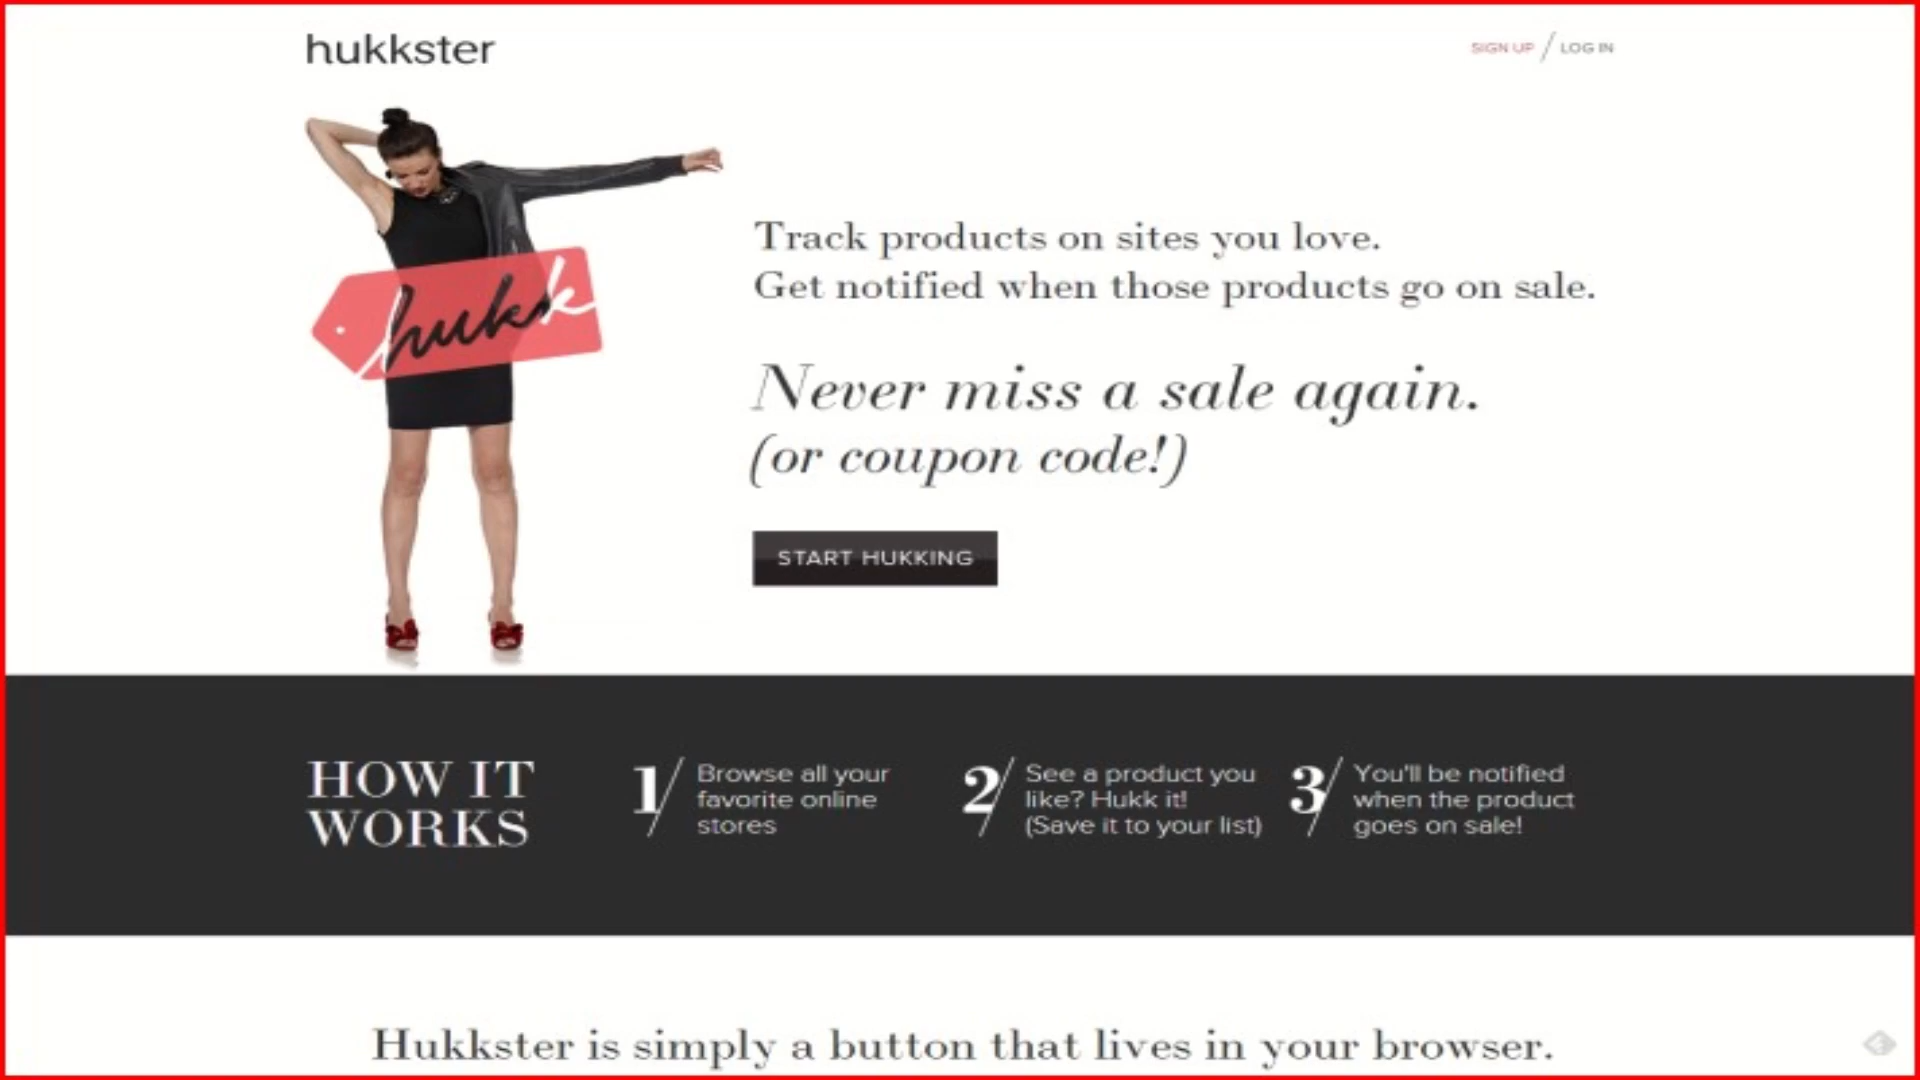 hukkster
SIGN UP / LOG IN
hukk
Track products on sites you love.
Get notified when those products go on sale.
Never miss a sale again.
(or coupon code!)
START HUKKING
HOW IT
WORKS
1/ Browse all your
favorite online
stores
2/ See a product you
like? Hukk it!
(Save it to your list)
3/ You'll be notified
when the product
goes on sale!
Hukkster is simply a button that lives in your browser.